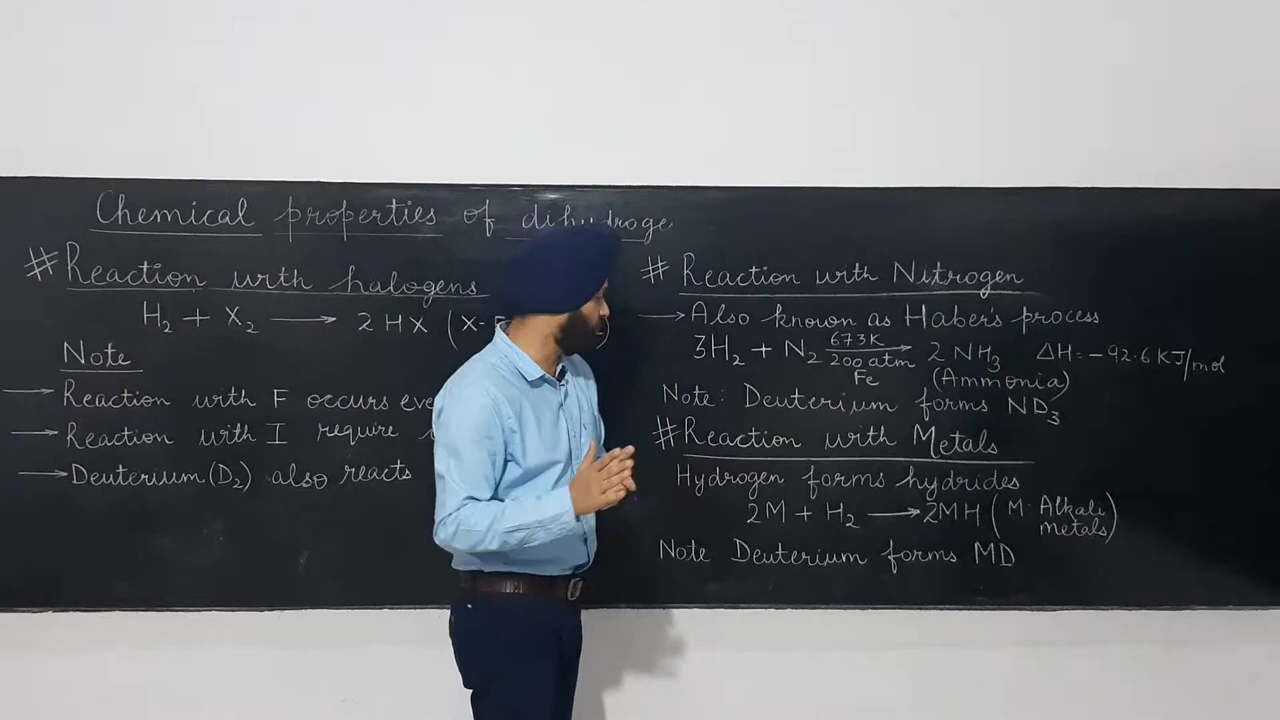 Chemical properties of dihydroge
# Reaction with halogens
H₂ + X₂ ⟶ 2HX (X-
Note
→ Reaction with F occurs eve
→ Reaction with I require
→ Deuterium (D₂) also reacts
# Reaction with Nitrogen
→ Also known as Haber's process
3H₂ + N₂ 673K ⟶ 200 atm Fe 2NH₃ ΔH = -92.6 KJ/mol
(Ammonia)
Note: Deuterium forms ND₃
# Reaction with Metals
Hydrogen forms hydrides
2M + H₂ ⟶ 2MH (M- Alkali metals)
Note Deuterium forms MD